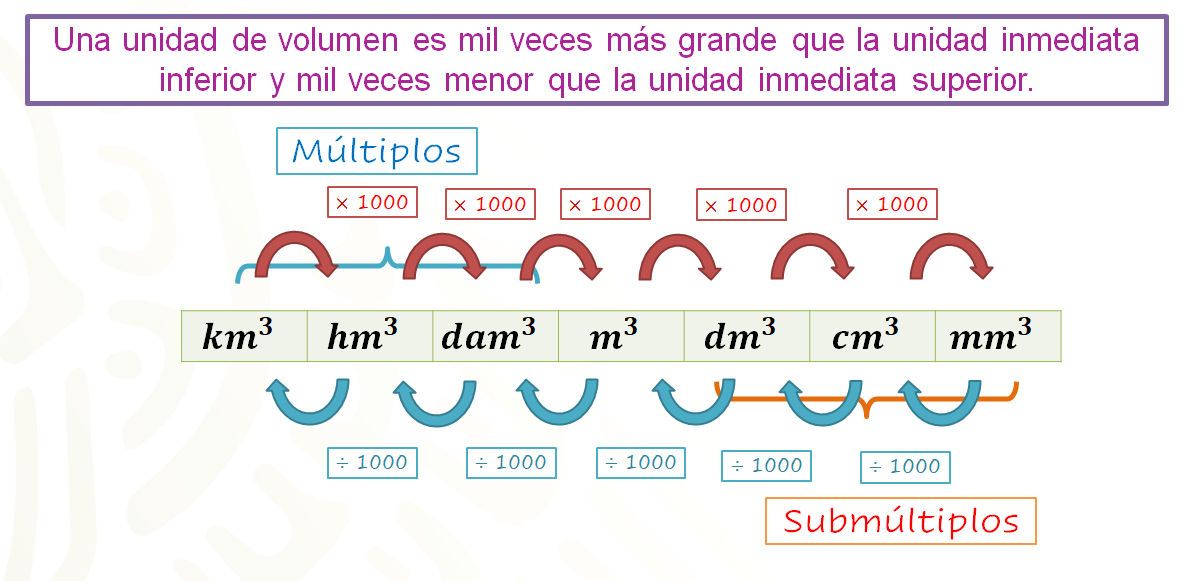 Una unidad de volumen es mil veces más grande que la unidad inmediata
inferior y mil veces menor que la unidad inmediata superior.
Múltiplos
× 1000 × 1000 × 1000 × 1000 × 1000
km³ hm³ dam³ m³ dm³ cm³ mm³
÷ 1000 ÷ 1000 ÷ 1000 ÷ 1000 ÷ 1000
Submúltiplos